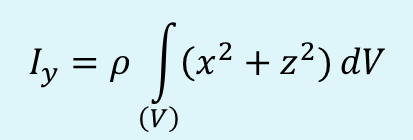 I_y = ρ ∫_(V) (x² + z²) dV